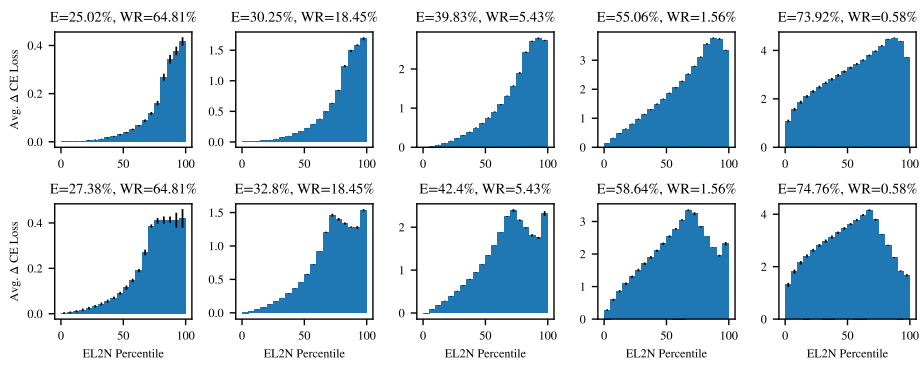 E=25.02%, WR=64.81% E=30.25%, WR=18.45% E=39.83%, WR=5.43% E=55.06%, WR=1.56% E=73.92%, WR=0.58%
Avg. Δ CE Loss
0.4
0.2
0.0
0 50 100
1.5
1.0
0.5
0.0
0 50 100
2
1
0
0 50 100
3
2
1
0
0 50 100
4
2
0
0 50 100
E=27.38%, WR=64.81% E=32.8%, WR=18.45% E=42.4%, WR=5.43% E=58.64%, WR=1.56% E=74.76%, WR=0.58%
Avg. Δ CE Loss
0.4
0.2
0.0
0 50 100
EL2N Percentile
1.5
1.0
0.5
0.0
0 50 100
EL2N Percentile
2
1
0
0 50 100
EL2N Percentile
3
2
1
0
0 50 100
EL2N Percentile
4
2
0
0 50 100
EL2N Percentile